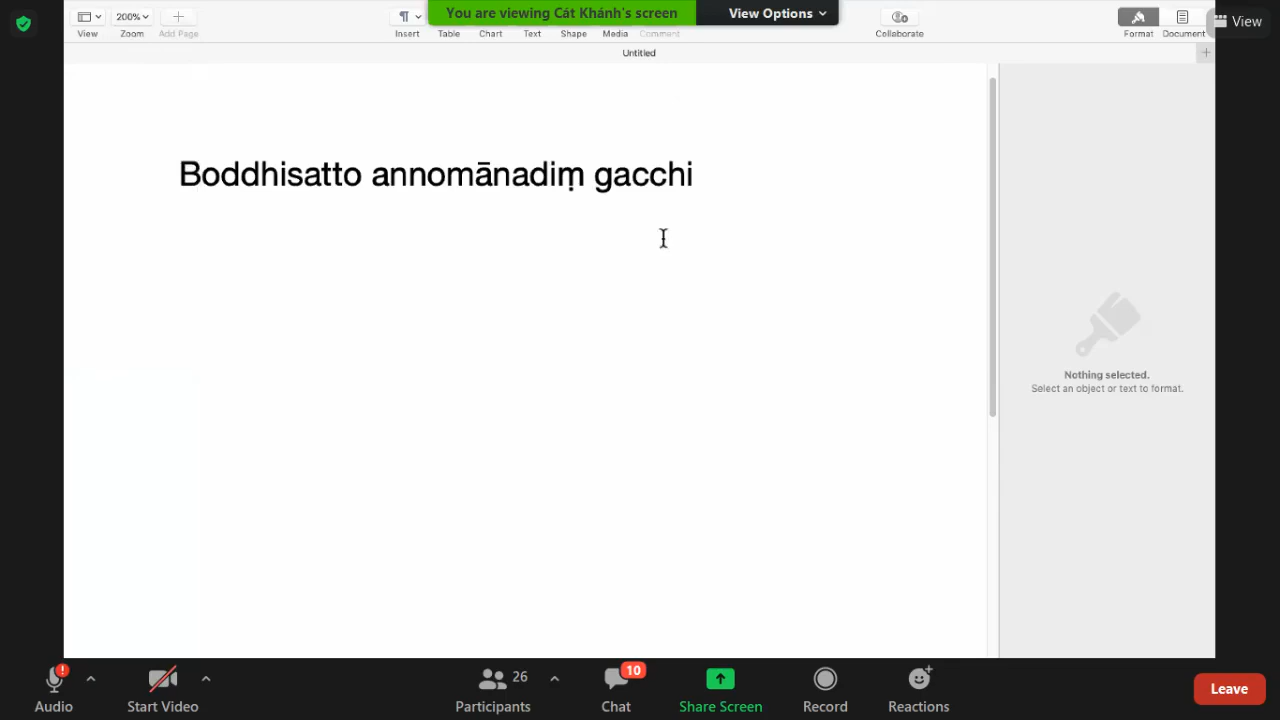 You are viewing Cát Khánh's screen
View Options
View
200%
View
Zoom
Add Page
Insert
Table
Chart
Text
Shape
Media
Comment
Collaborate
Format
Document
Untitled
Boddhisatto annomānadiṃ gacchi
Nothing selected.
Select an object or text to format.
Audio
Start Video
26
Participants
10
Chat
Share Screen
Record
Reactions
Leave